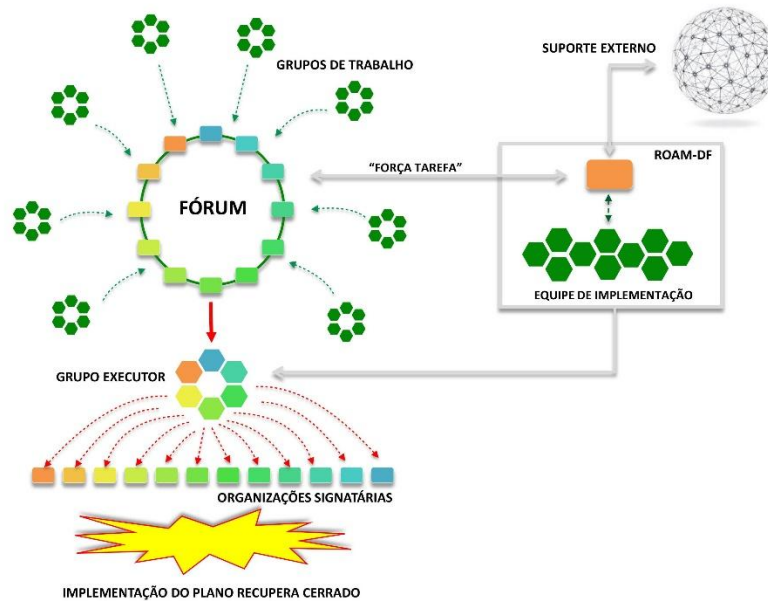 SUPORTE EXTERNO
GRUPOS DE TRABALHO
ROAM-DF
“FORÇA TAREFA”
FÓRUM
EQUIPE DE IMPLEMENTAÇÃO
GRUPO EXECUTOR
ORGANIZAÇÕES SIGNATÁRIAS
IMPLEMENTAÇÃO DO PLANO RECUPERA CERRADO